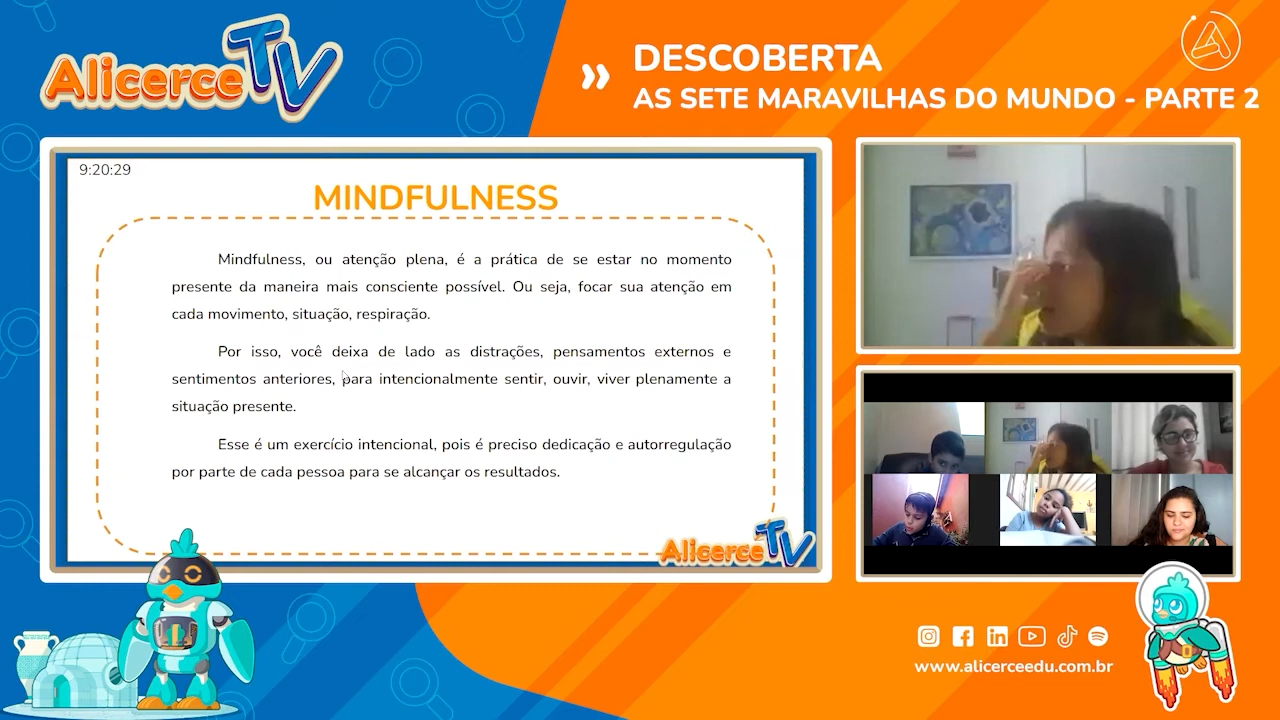 Alicerce TV
DESCOBERTA
AS SETE MARAVILHAS DO MUNDO - PARTE 2
9:20:29
MINDFULNESS
Mindfulness, ou atenção plena, é a prática de se estar no momento
presente da maneira mais consciente possível. Ou seja, focar sua atenção em
cada movimento, situação, respiração.
Por isso, você deixa de lado as distrações, pensamentos externos e
sentimentos anteriores, para intencionalmente sentir, ouvir, viver plenamente a
situação presente.
Esse é um exercício intencional, pois é preciso dedicação e autorregulação
por parte de cada pessoa para se alcançar os resultados.
Alicerce TV
www.alicerceedu.com.br